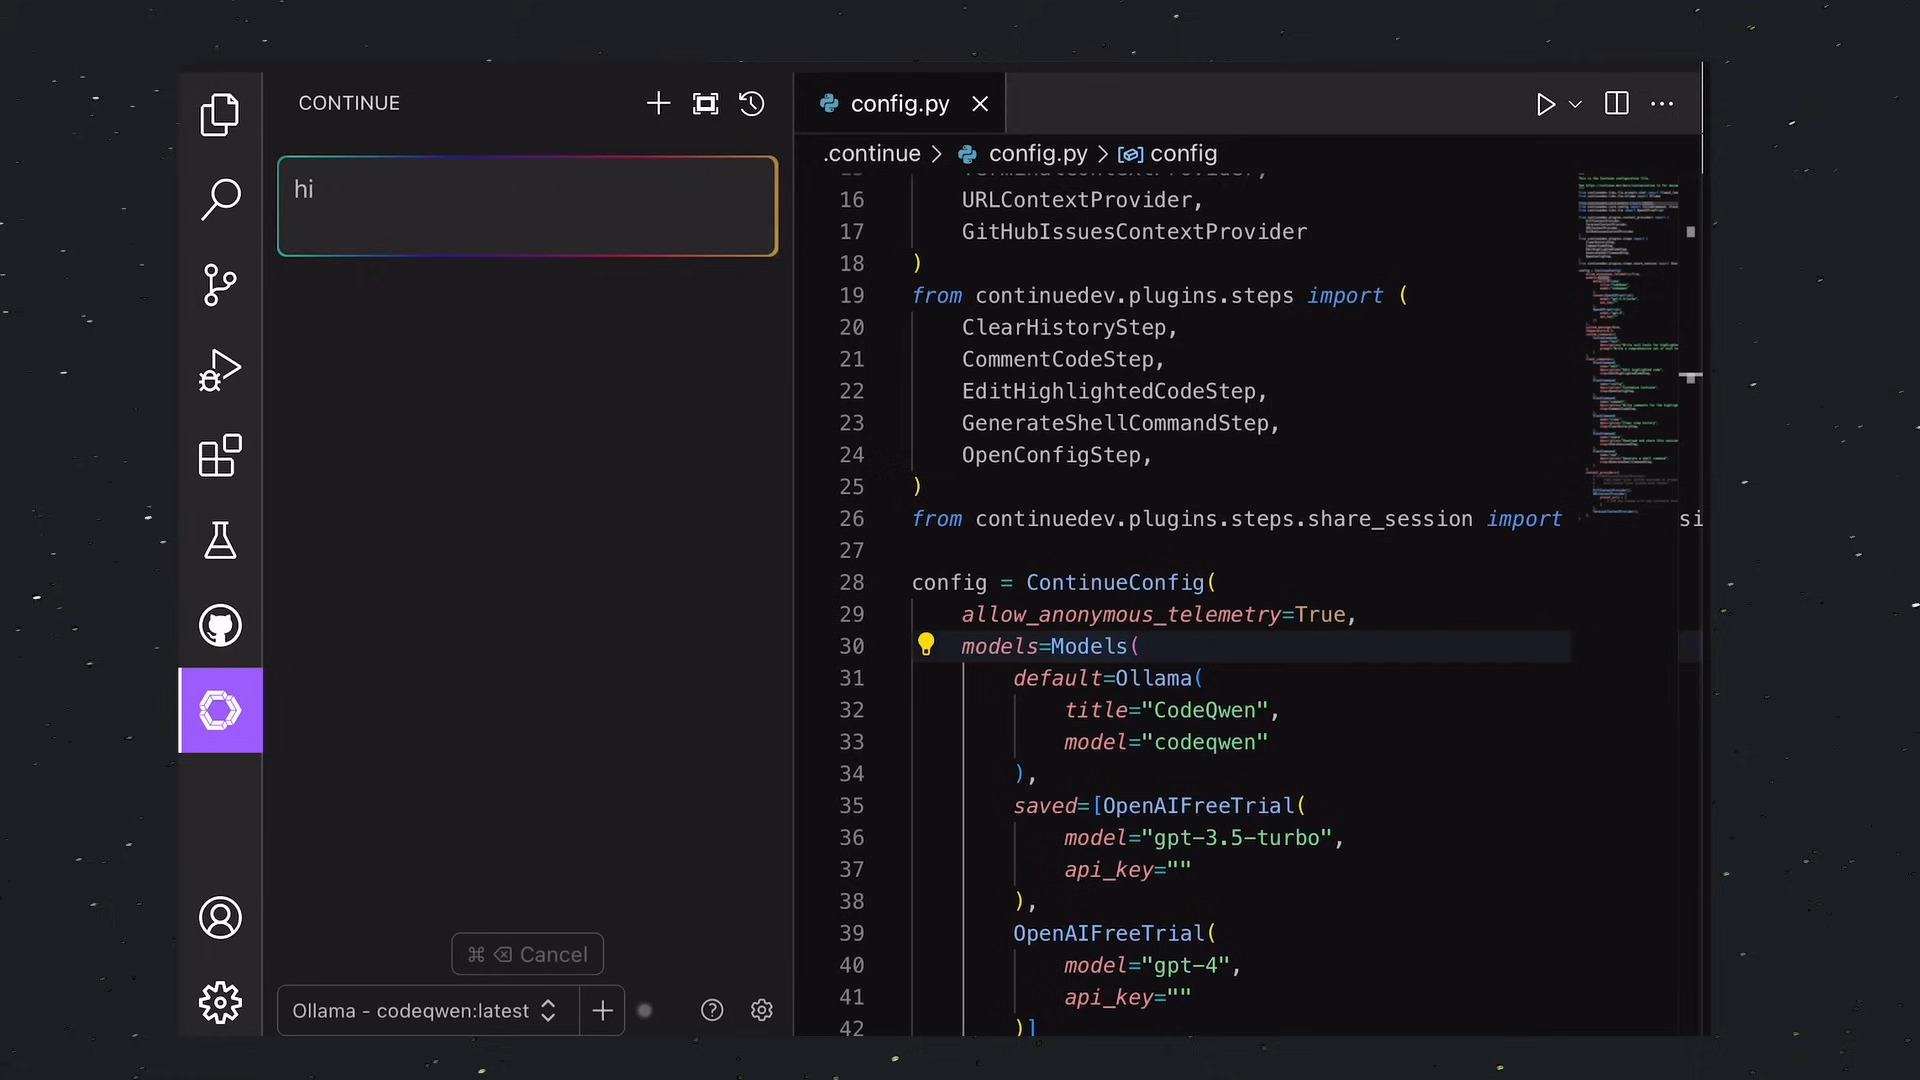 CONTINUE
hi
⌘ ⌫ Cancel
Ollama - codeqwen:latest
config.py
.continue > config.py > config
16 URLContextProvider,
17 GitHubIssuesContextProvider
18 )
19 from continuedev.plugins.steps import (
20 ClearHistoryStep,
21 CommentCodeStep,
22 EditHighlightedCodeStep,
23 GenerateShellCommandStep,
24 OpenConfigStep,
25 )
26 from continuedev.plugins.steps.share_session import si
27
28 config = ContinueConfig(
29 allow_anonymous_telemetry=True,
30 models=Models(
31 default=Ollama(
32 title="CodeQwen",
33 model="codeqwen"
34 ),
35 saved=[OpenAIFreeTrial(
36 model="gpt-3.5-turbo",
37 api_key=""
38 ),
39 OpenAIFreeTrial(
40 model="gpt-4",
41 api_key=""
42 )]